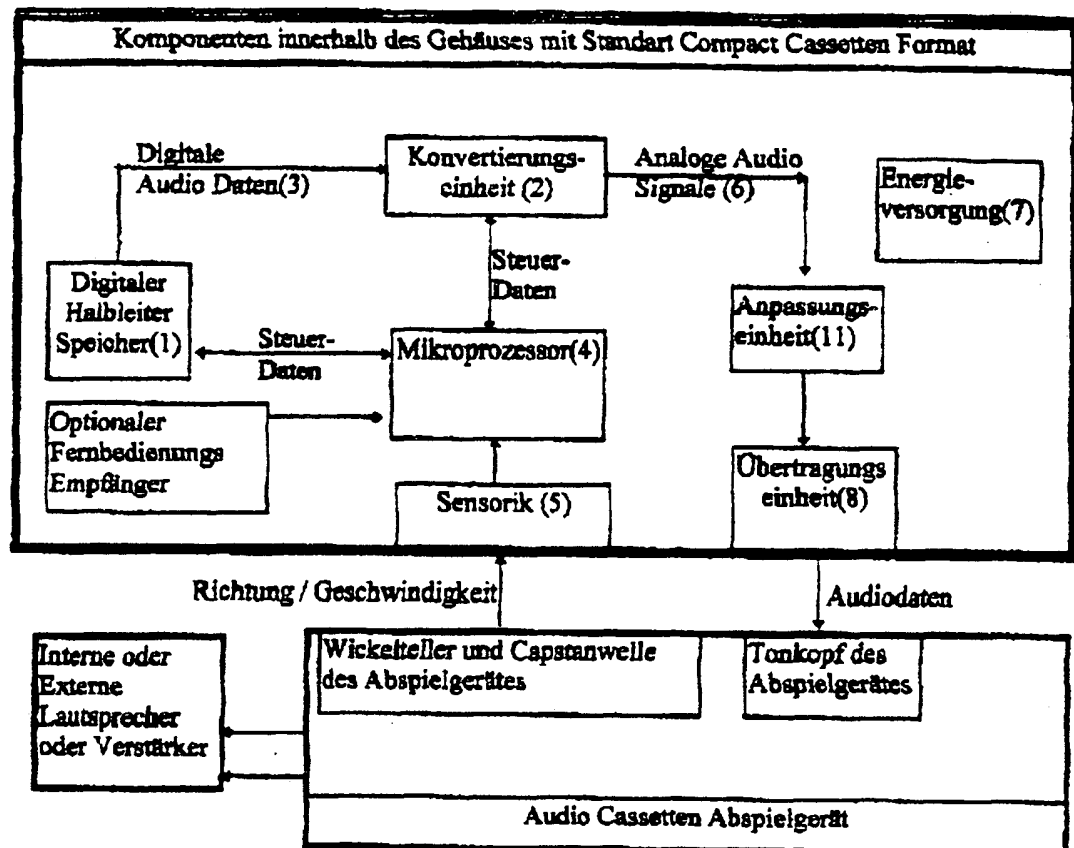 Komponenten innerhalb des Gehäuses mit Standart Compact Cassetten Format
Digitale
Audio Daten(3)
Konvertierungs-
einheit (2)
Analoge Audio
Signale (6)
Energie-
versorgung(7)
Steuer-
Daten
Digitaler
Halbleiter
Speicher(1)
Steuer-
Daten
Mikroprozessor(4)
Anpassungs-
einheit(11)
Optionaler
Fernbedienungs
Empfänger
Sensorik (5)
Übertragungs
einheit(8)
Richtung / Geschwindigkeit
Audiodaten
Interne oder
Externe
Lautsprecher
oder Verstärker
Wickelteller und Capstanwelle
des Abspielgerätes
Tonkopf des
Abspielgerätes
Audio Cassetten Abspielgerät